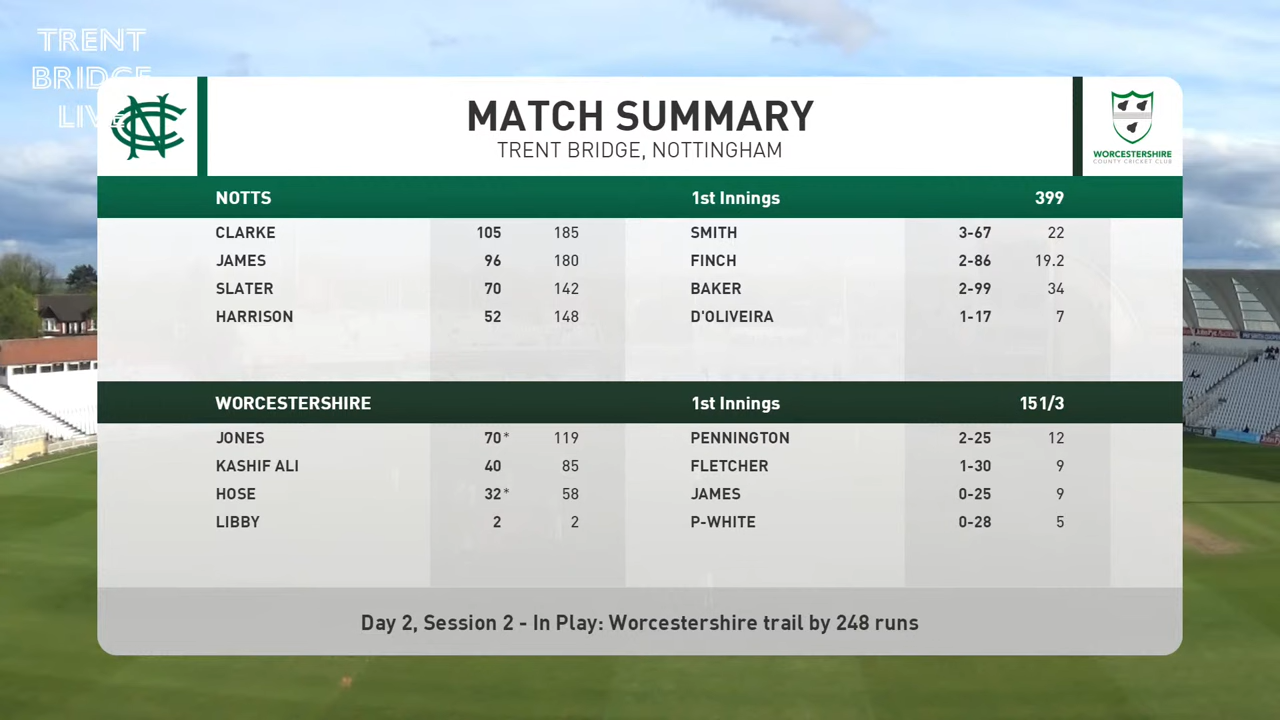 TRENT
BRIDGE
LIVE
MATCH SUMMARY
TRENT BRIDGE, NOTTINGHAM
WORCESTERSHIRE
COUNTY CRICKET CLUB
NOTTS 1st Innings 399
CLARKE 105 185 SMITH 3-67 22
JAMES 96 180 FINCH 2-86 19.2
SLATER 70 142 BAKER 2-99 34
HARRISON 52 148 D'OLIVEIRA 1-17 7
WORCESTERSHIRE 1st Innings 151/3
JONES 70* 119 PENNINGTON 2-25 12
KASHIF ALI 40 85 FLETCHER 1-30 9
HOSE 32* 58 JAMES 0-25 9
LIBBY 2 2 P-WHITE 0-28 5
Day 2, Session 2 - In Play: Worcestershire trail by 248 runs